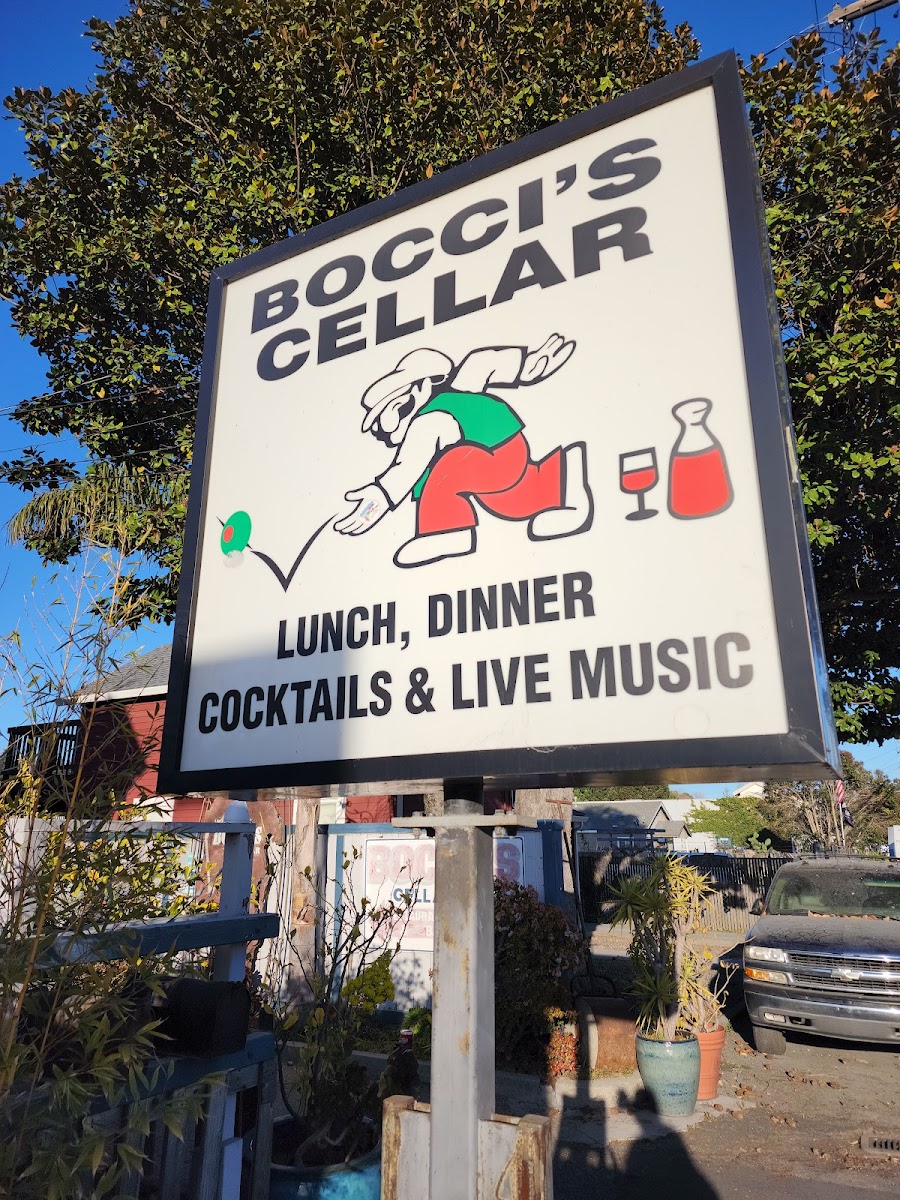 BOCCI'S
CELLAR
LUNCH, DINNER
COCKTAILS & LIVE MUSIC